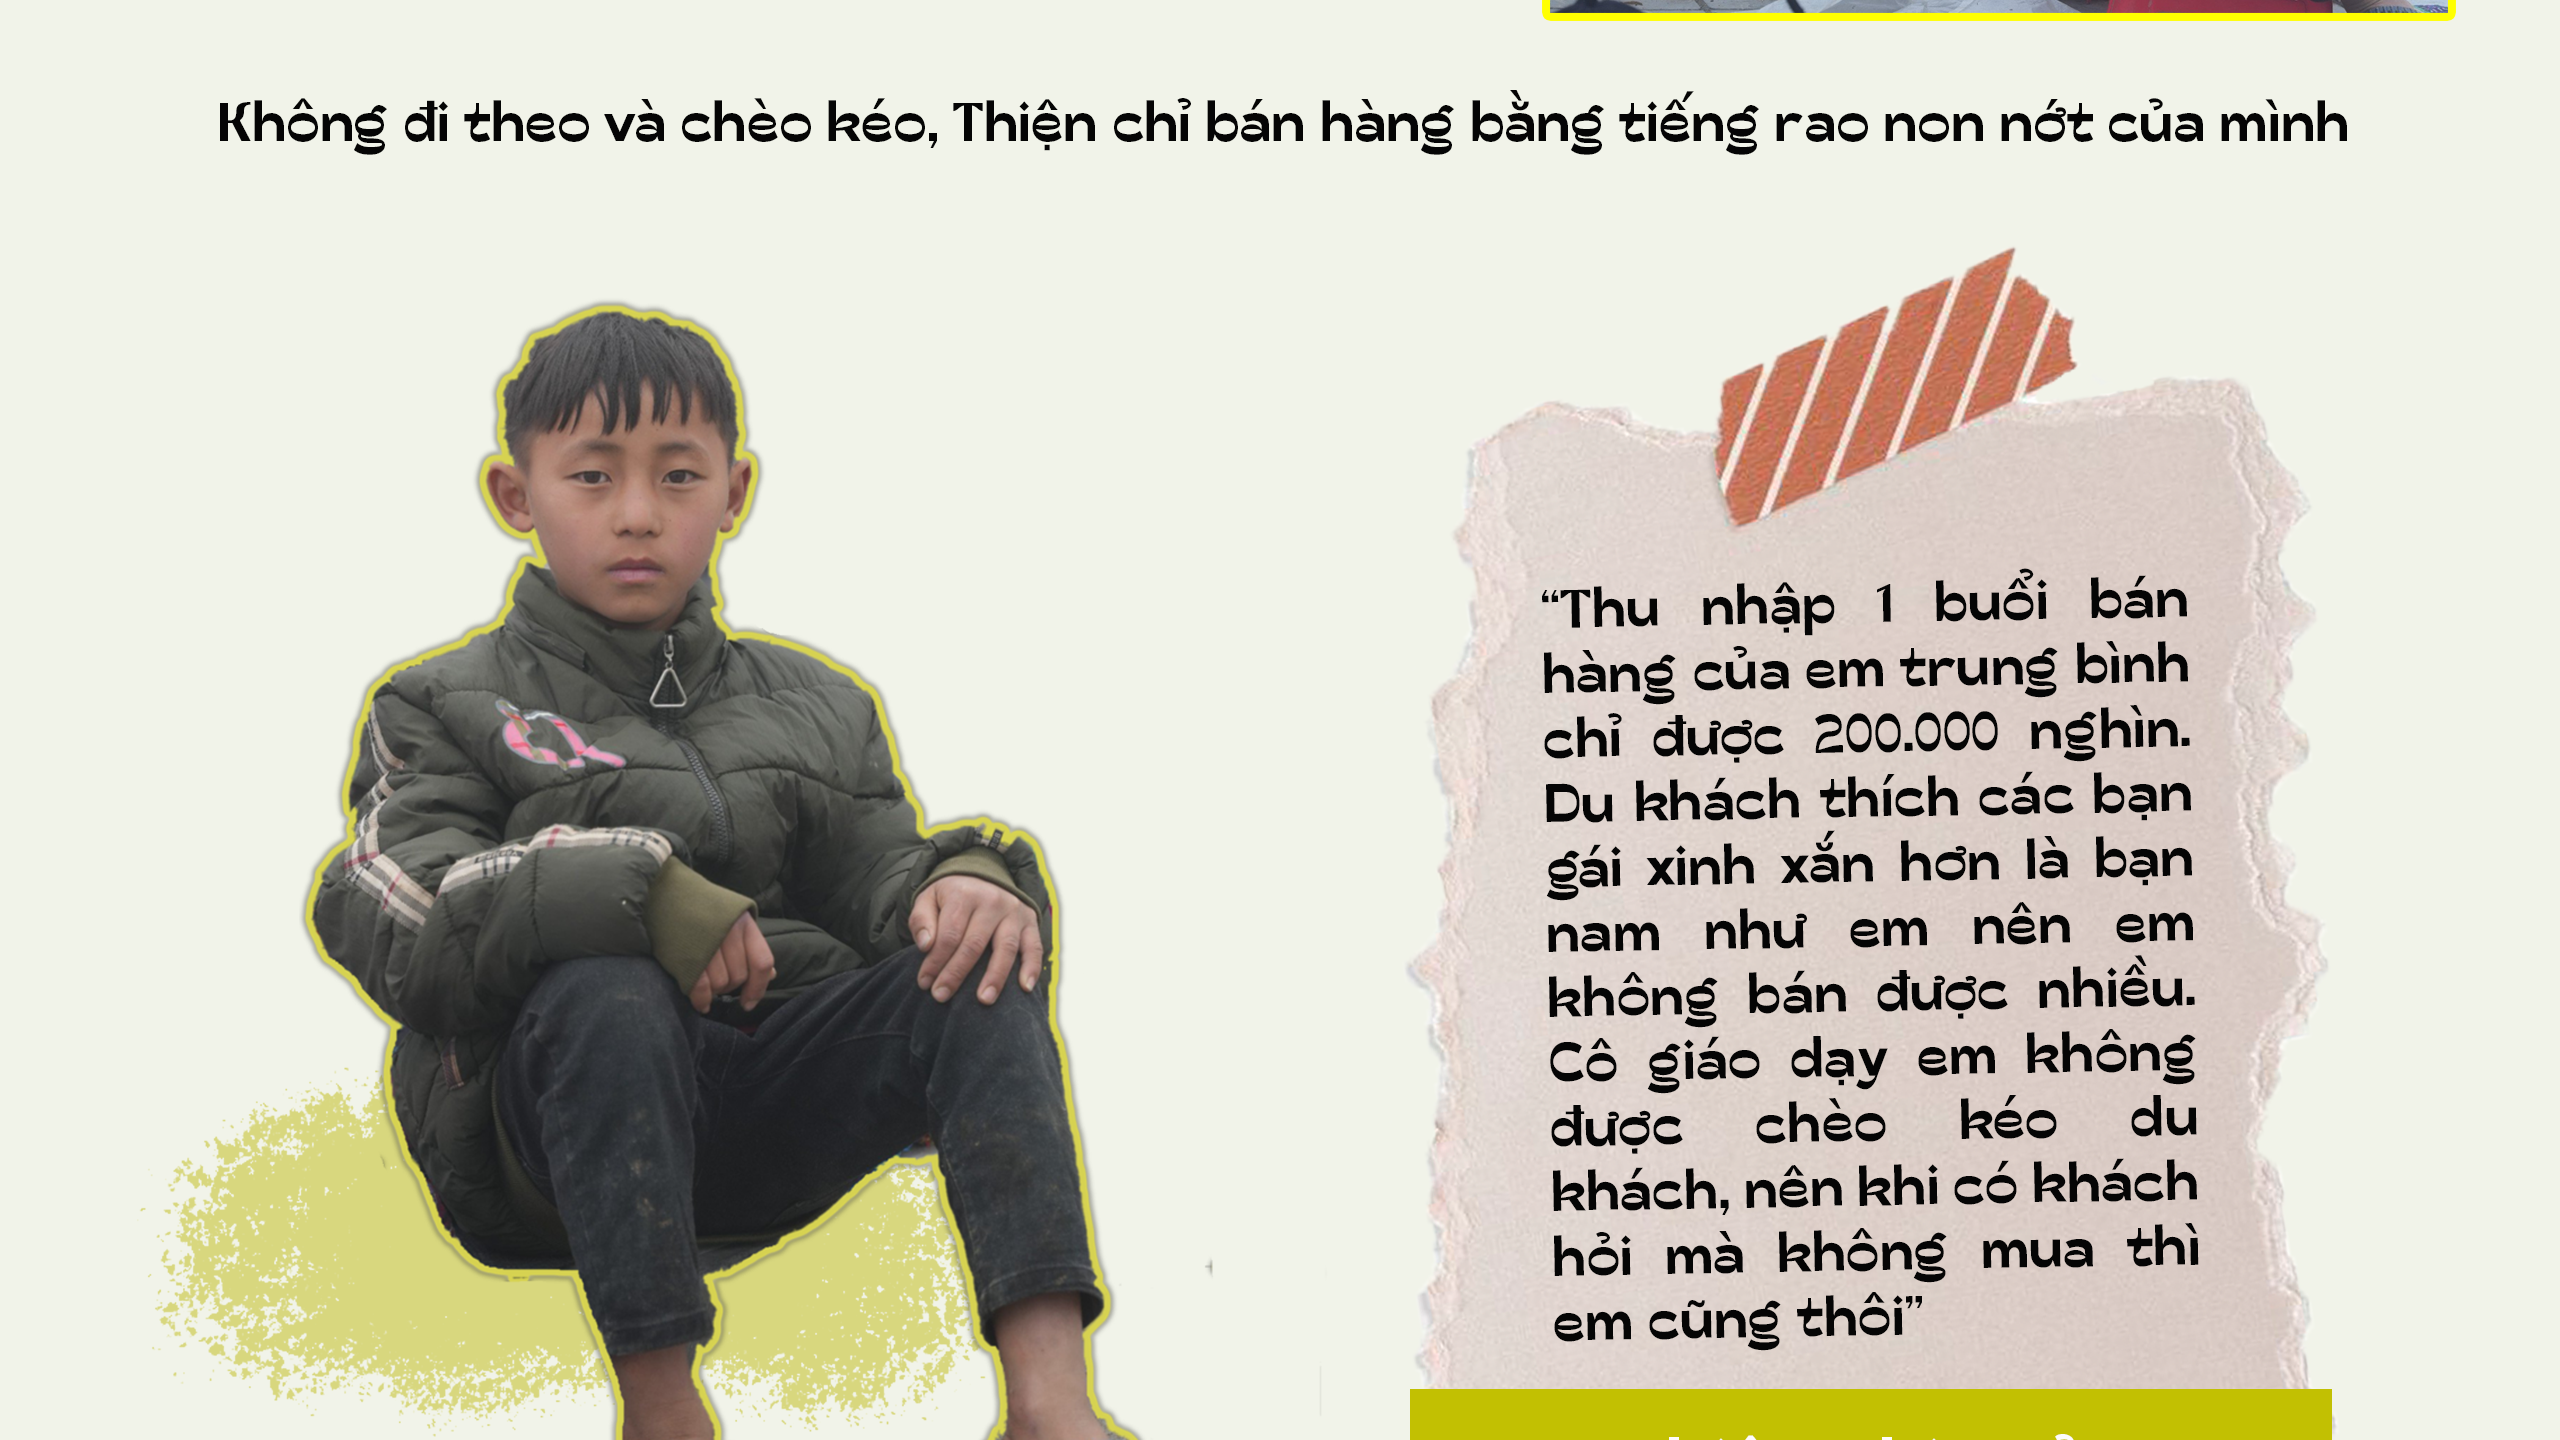 Không đi theo và chèo kéo, Thiện chỉ bán hàng bằng tiếng rao non nớt của mình
“Thu nhập 1 buổi bán
hàng của em trung bình
chỉ được 200.000 nghìn.
Du khách thích các bạn
gái xinh xắn hơn là bạn
nam như em nên em
không bán được nhiều.
Cô giáo dạy em không
được chèo kéo du
khách, nên khi có khách
hỏi mà không mua thì
em cũng thôi”